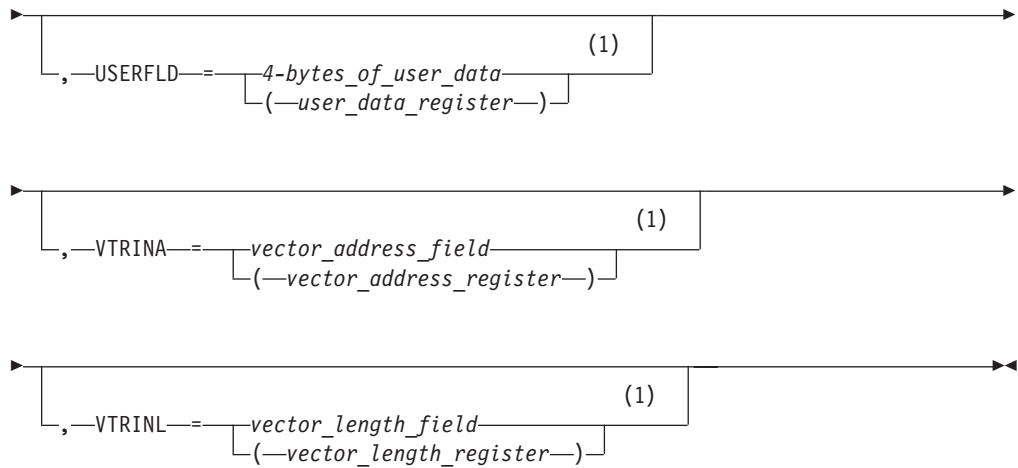 (1)
, USERFLD = 4-bytes_of_user_data
( user_data_register )
(1)
, VTRINA = vector_address_field
( vector_address_register )
(1)
, VTRINL = vector_length_field
( vector_length_register )